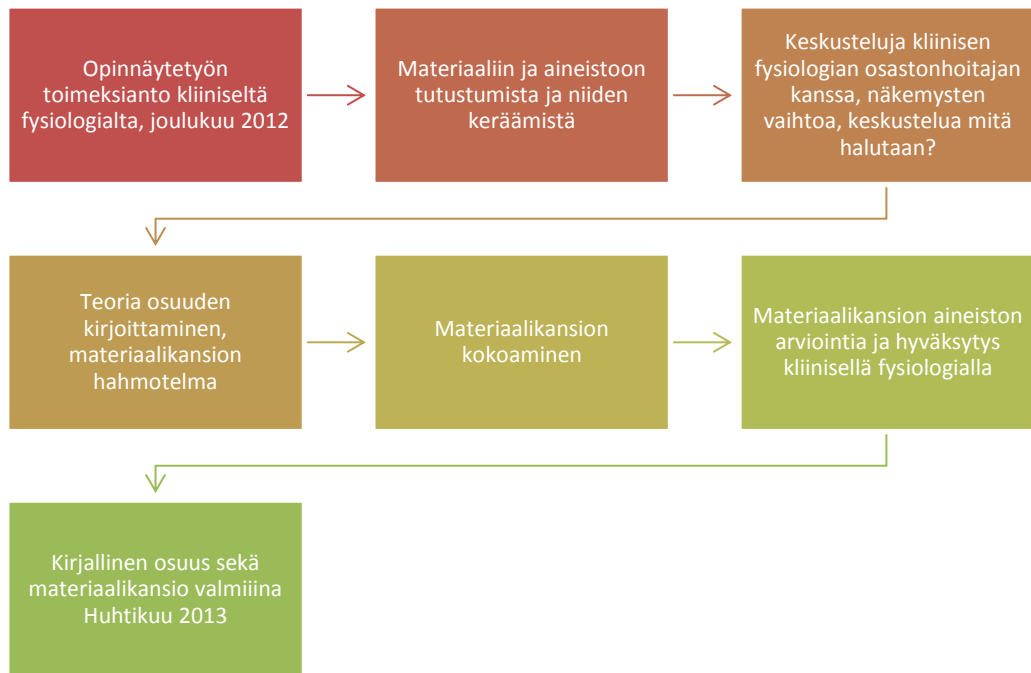 Opinnäytetyön
toimeksianto kliiniseltä
fysiologialta, joulukuu 2012
Materiaaliin ja aineistoon
tutustumista ja niiden
keräämistä
Keskusteluja kliinisen
fysiologian osastonhoitajan
kanssa, näkemysten
vaihtoa, keskustelua mitä
halutaan?
Teoria osuuden
kirjoittaminen,
materiaalikansion
hahmotelma
Materiaalikansion
kokoaminen
Materiaalikansion aineiston
arviointia ja hyväksytys
kliinisellä fysiologialla
Kirjallinen osuus sekä
materiaalikansio valmiina
Huhtikuu 2013